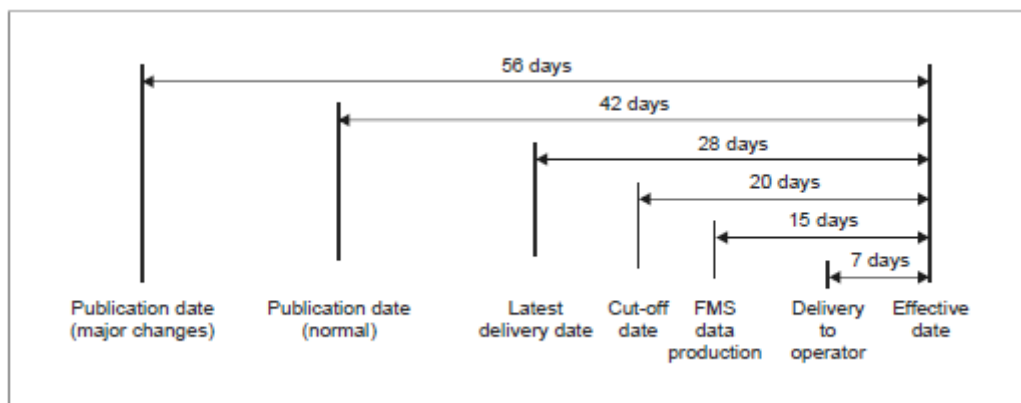 56 days
42 days
28 days
20 days
15 days
7 days
Publication date
(major changes)
Publication date
(normal)
Latest
delivery date
Cut-off
date
FMS
data
production
Delivery
to
operator
Effective
date